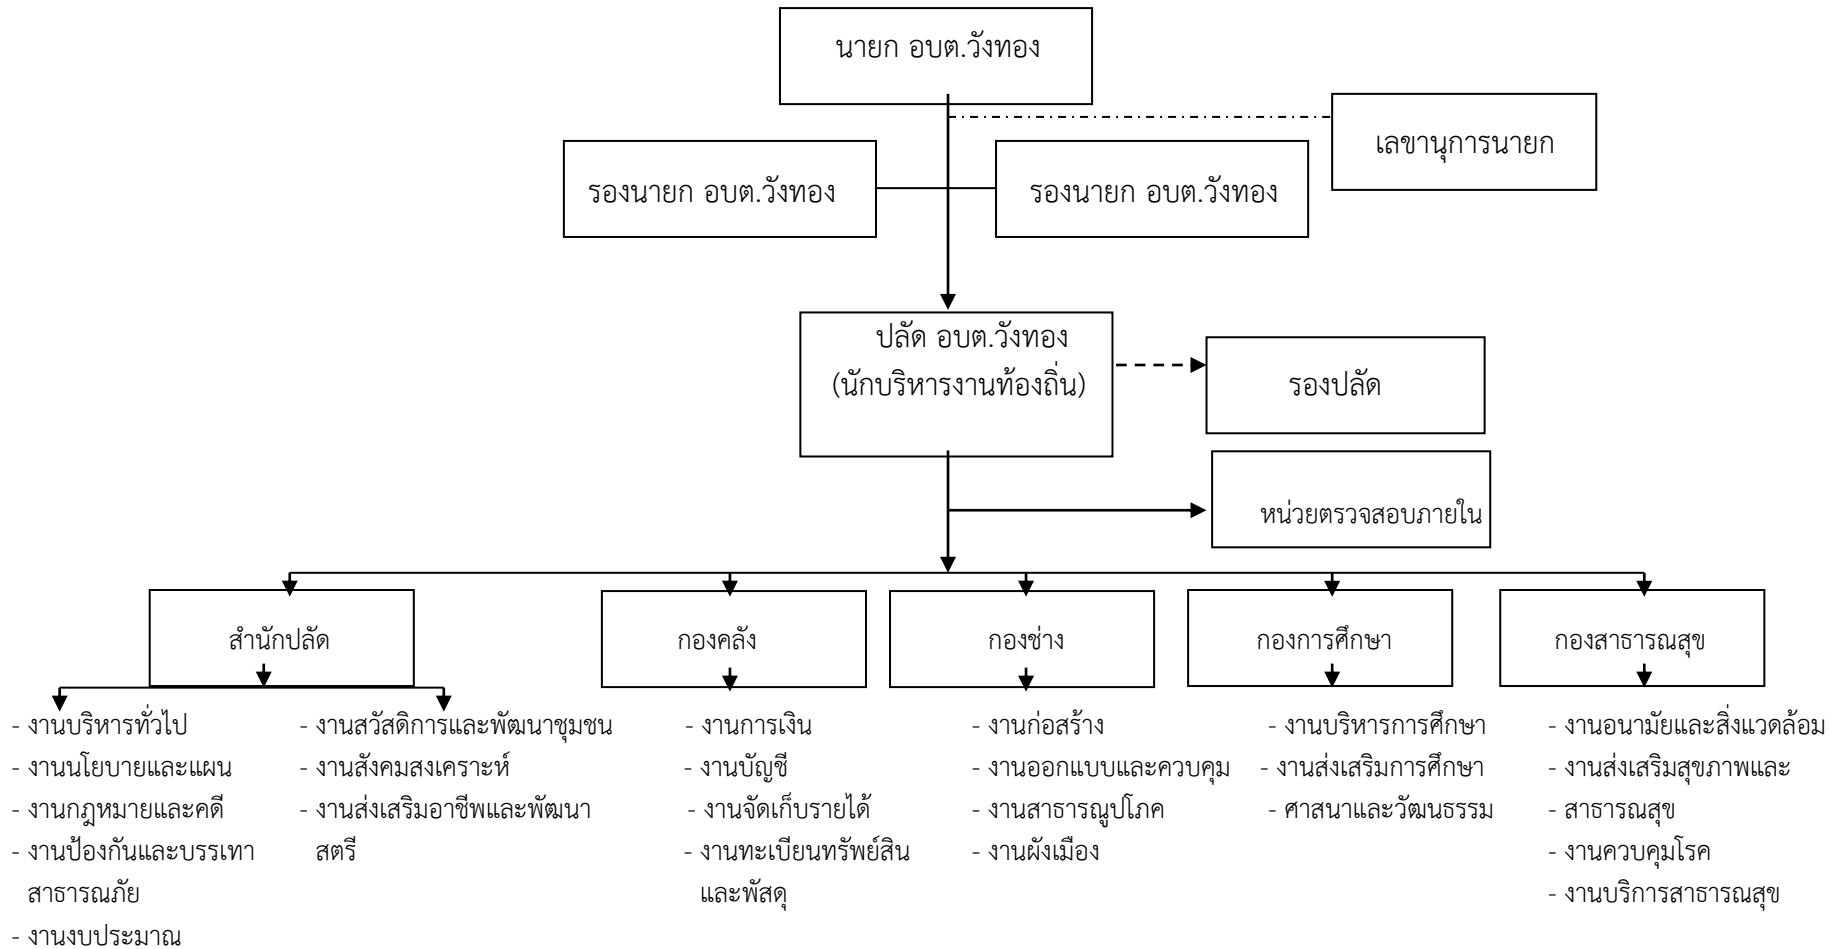 นายก อบต.วังทอง
เลขานุการนายก
รองนายก อบต.วังทอง
รองนายก อบต.วังทอง
ปลัด อบต.วังทอง
(นักบริหารงานท้องถิ่น)
รองปลัด
หน่วยตรวจสอบภายใน
สำนักปลัด
กองคลัง
กองช่าง
กองการศึกษา
กองสาธารณสุข
- งานบริหารทั่วไป
- งานนโยบายและแผน
- งานกฎหมายและคดี
- งานป้องกันและบรรเทา
สาธารณภัย
- งานงบประมาณ
- งานสวัสดิการและพัฒนาชุมชน
- งานสังคมสงเคราะห์
- งานส่งเสริมอาชีพและพัฒนา
สตรี
- งานการเงิน
- งานบัญชี
- งานจัดเก็บรายได้
- งานทะเบียนทรัพย์สิน
และพัสดุ
- งานก่อสร้าง
- งานออกแบบและควบคุม
- งานสาธารณูปโภค
- งานผังเมือง
- งานบริหารการศึกษา
- งานส่งเสริมการศึกษา
- ศาสนาและวัฒนธรรม
- งานอนามัยและสิ่งแวดล้อม
- งานส่งเสริมสุขภาพและ
- สาธารณสุข
- งานควบคุมโรค
- งานบริการสาธารณสุข